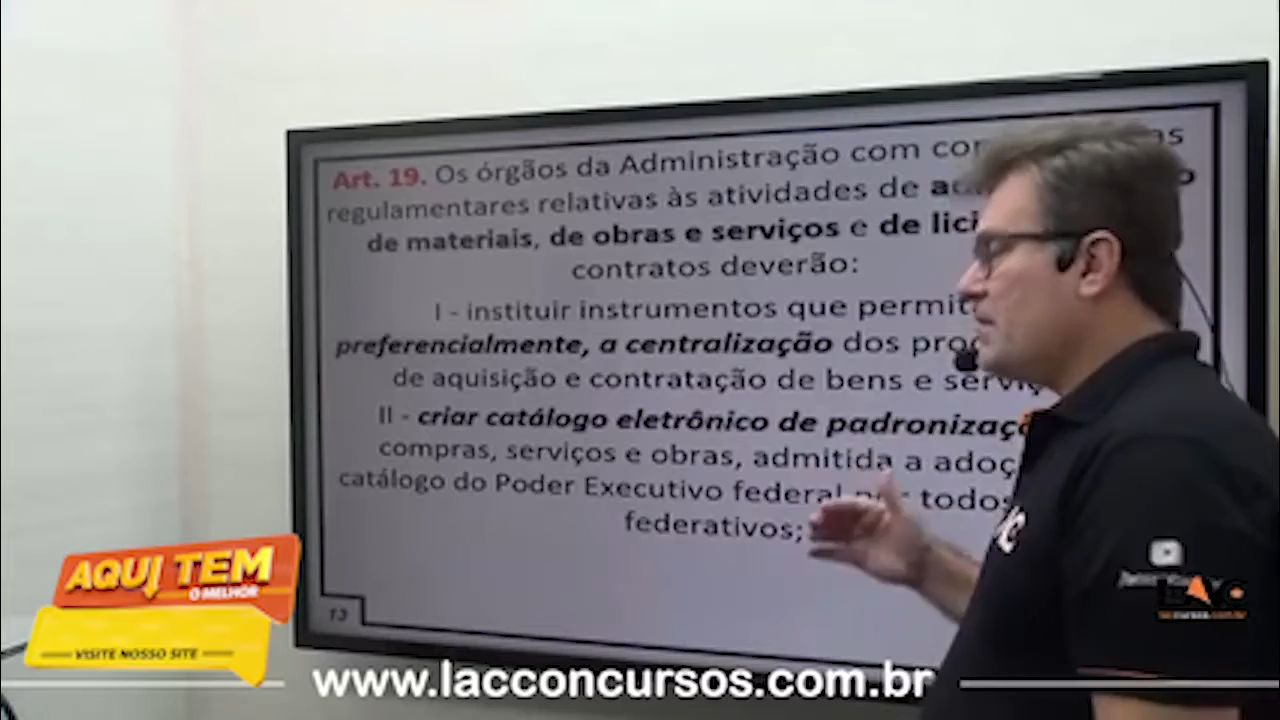 Art. 19. Os órgãos da Administração com
regulamentares relativas às atividades de
de materiais, de obras e serviços e de
contratos deverão:
I - instituir instrumentos que
preferencialmente, a centralização dos
de aquisição e contratação de bens e
II - criar catálogo eletrônico de
compras, serviços e obras, admitida a
catálogo do Poder Executivo federal
federativos;
13
AQUI TEM
O MELHOR
VISITE NOSSO SITE
www.lacconcursos.com.br